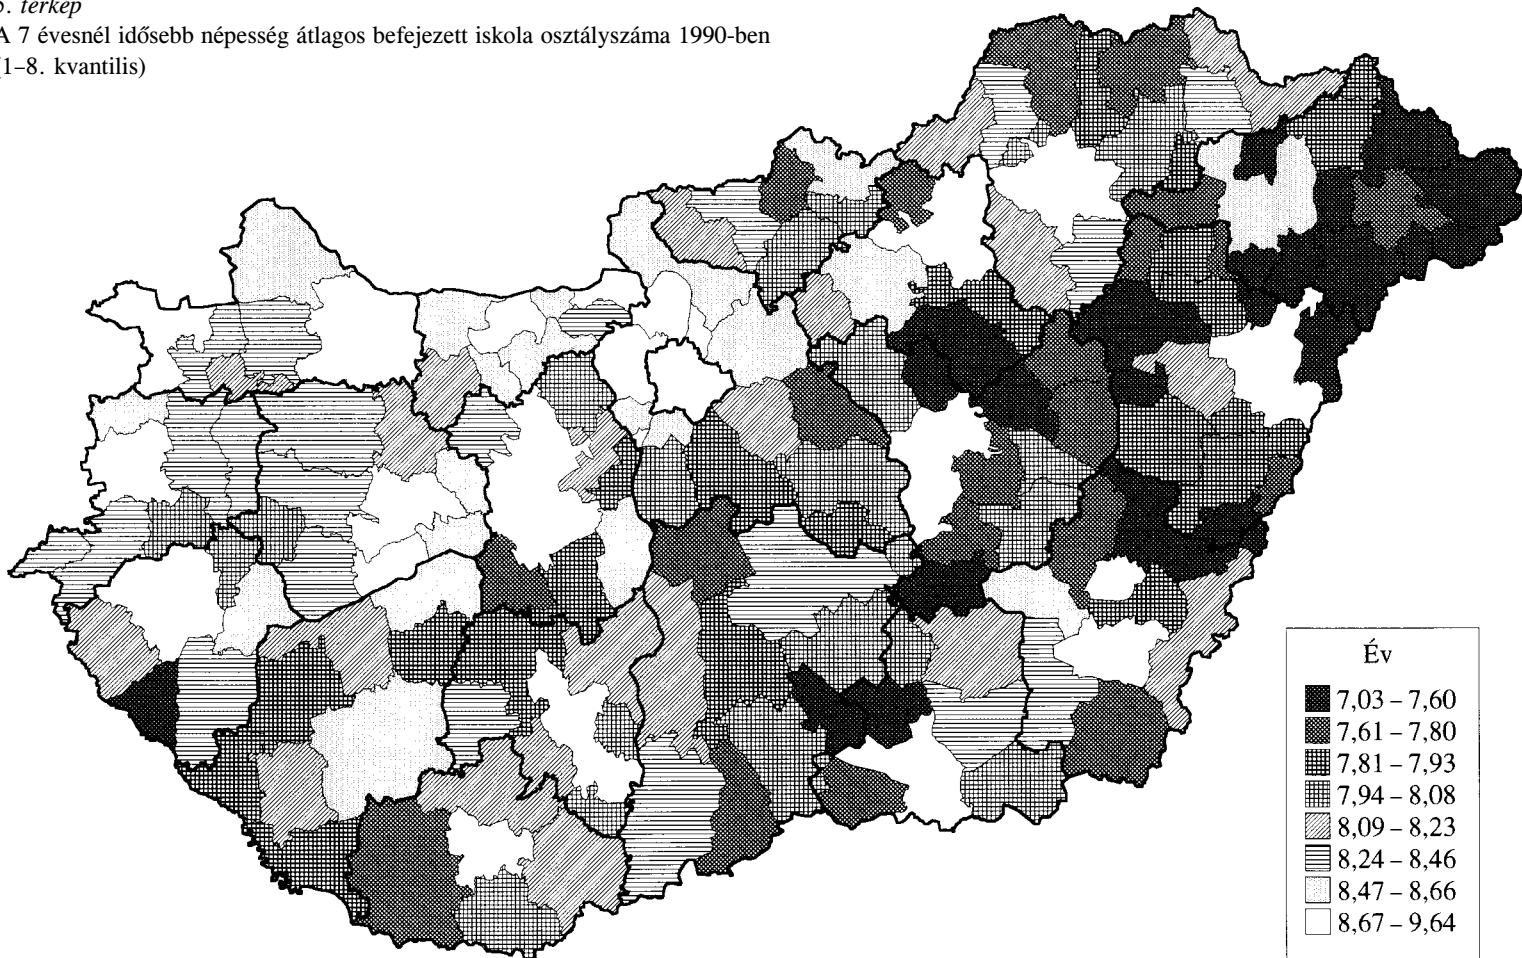 térkép
A 7 évesnél idősebb népesség átlagos befejezett iskola osztályszáma 1990-ben
(1–8. kvantilis)
Év
7,03 – 7,60
7,61 – 7,80
7,81 – 7,93
7,94 – 8,08
8,09 – 8,23
8,24 – 8,46
8,47 – 8,66
8,67 – 9,64